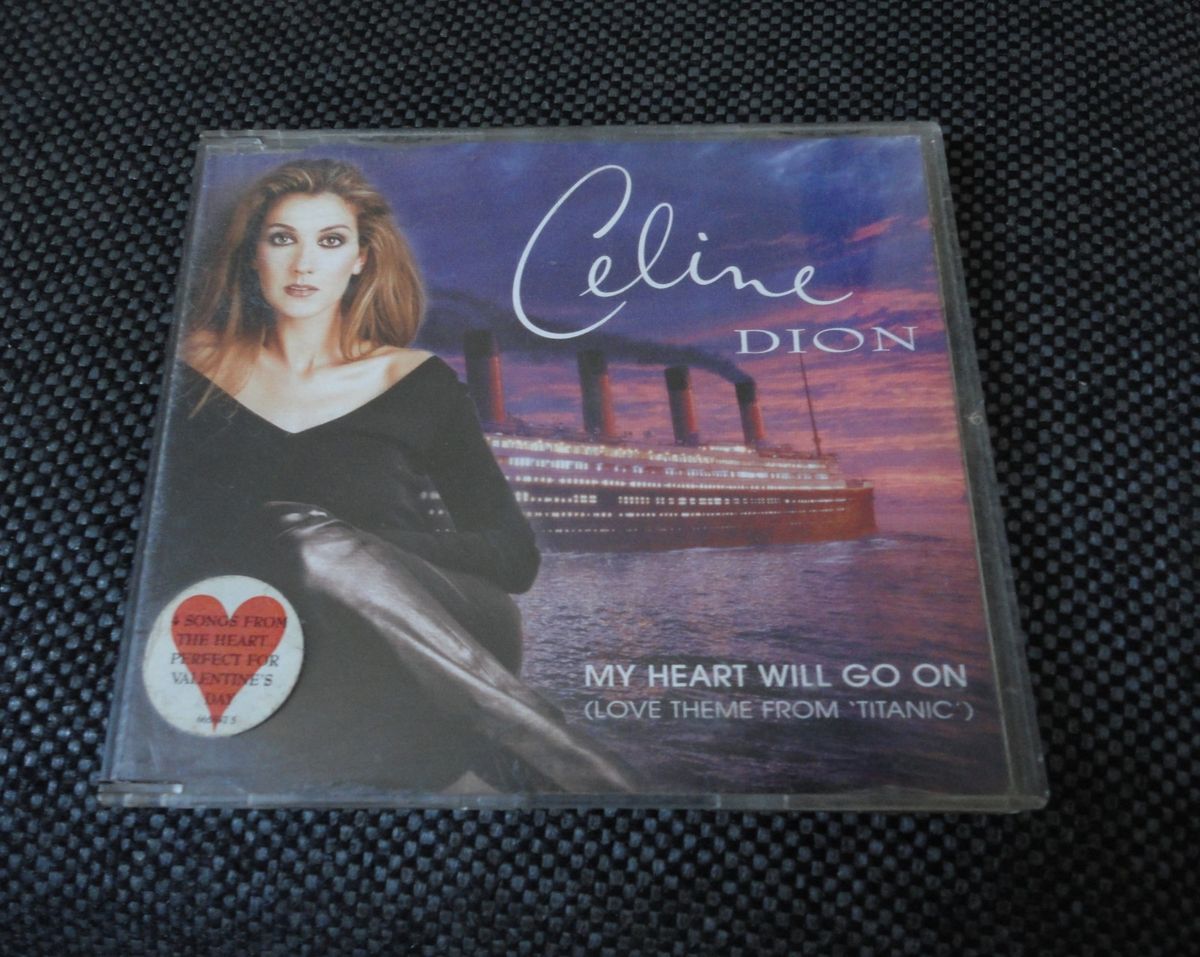 Céline
DION
4 SONGS FROM
THE HEART..
PERFECT FOR
VALENTINE'S
DAY
MY HEART WILL GO ON
(LOVE THEME FROM 'TITANIC')